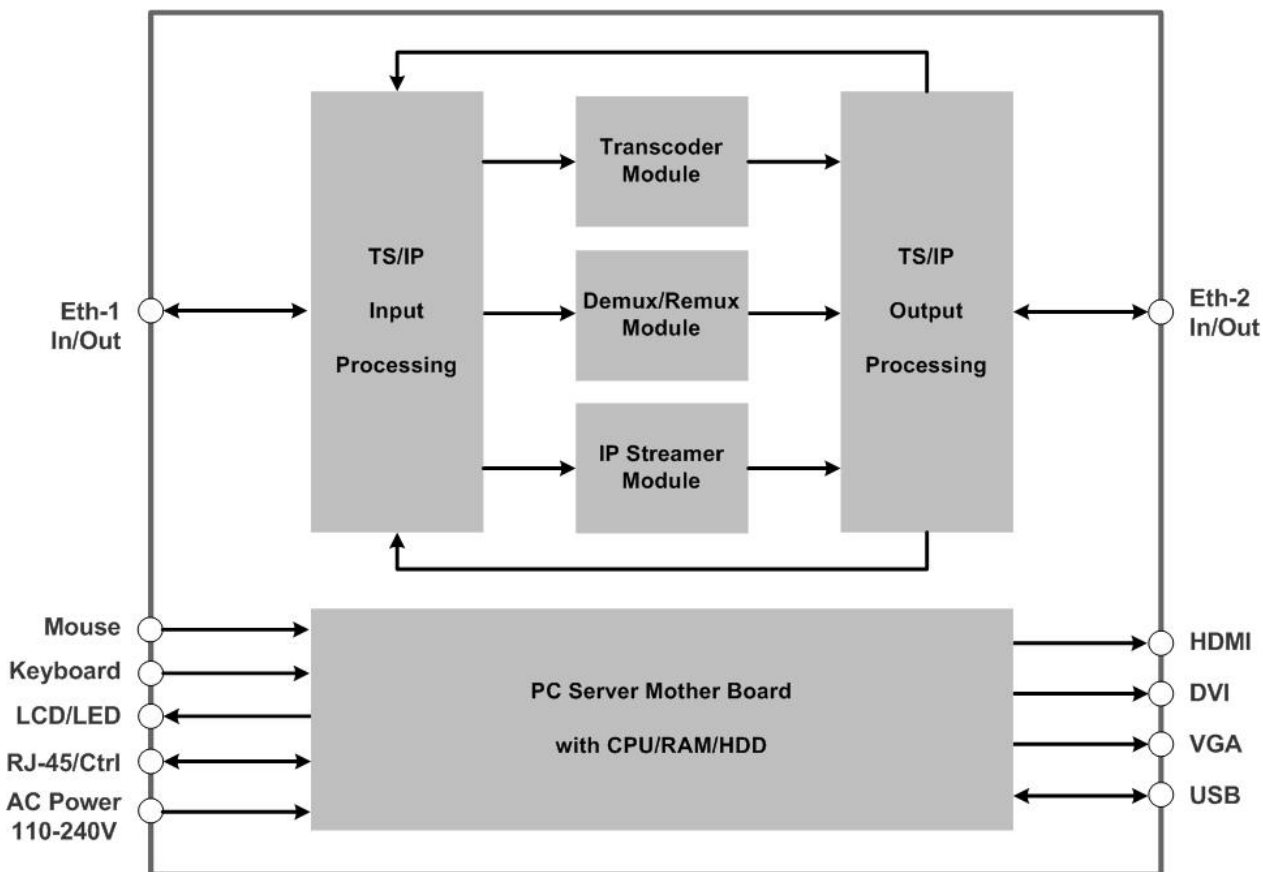 TS/IP
Input
Processing
Transcoder
Module
Demux/Remux
Module
IP Streamer
Module
TS/IP
Output
Processing
Eth-1
In/Out
Eth-2
In/Out
Mouse
Keyboard
LCD/LED
RJ-45/Ctrl
AC Power
110-240V
PC Server Mother Board
with CPU/RAM/HDD
HDMI
DVI
VGA
USB